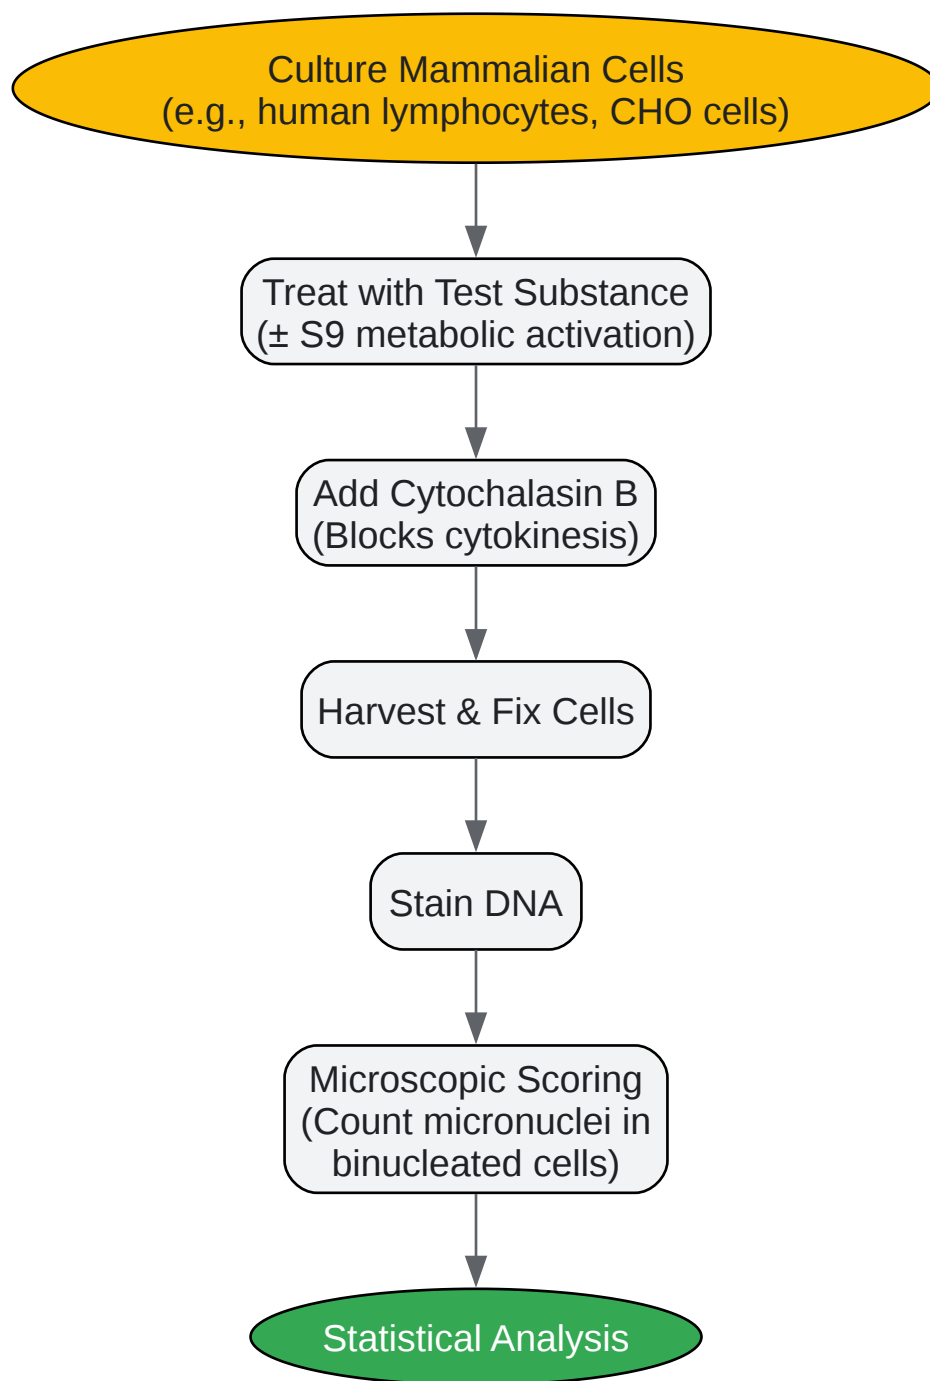 Culture Mammalian Cells
(e.g., human lymphocytes, CHO cells)
Treat with Test Substance
(± S9 metabolic activation)
Add Cytochalasin B
(Blocks cytokinesis)
Harvest & Fix Cells
Stain DNA
Microscopic Scoring
(Count micronuclei in
binucleated cells)
Statistical Analysis